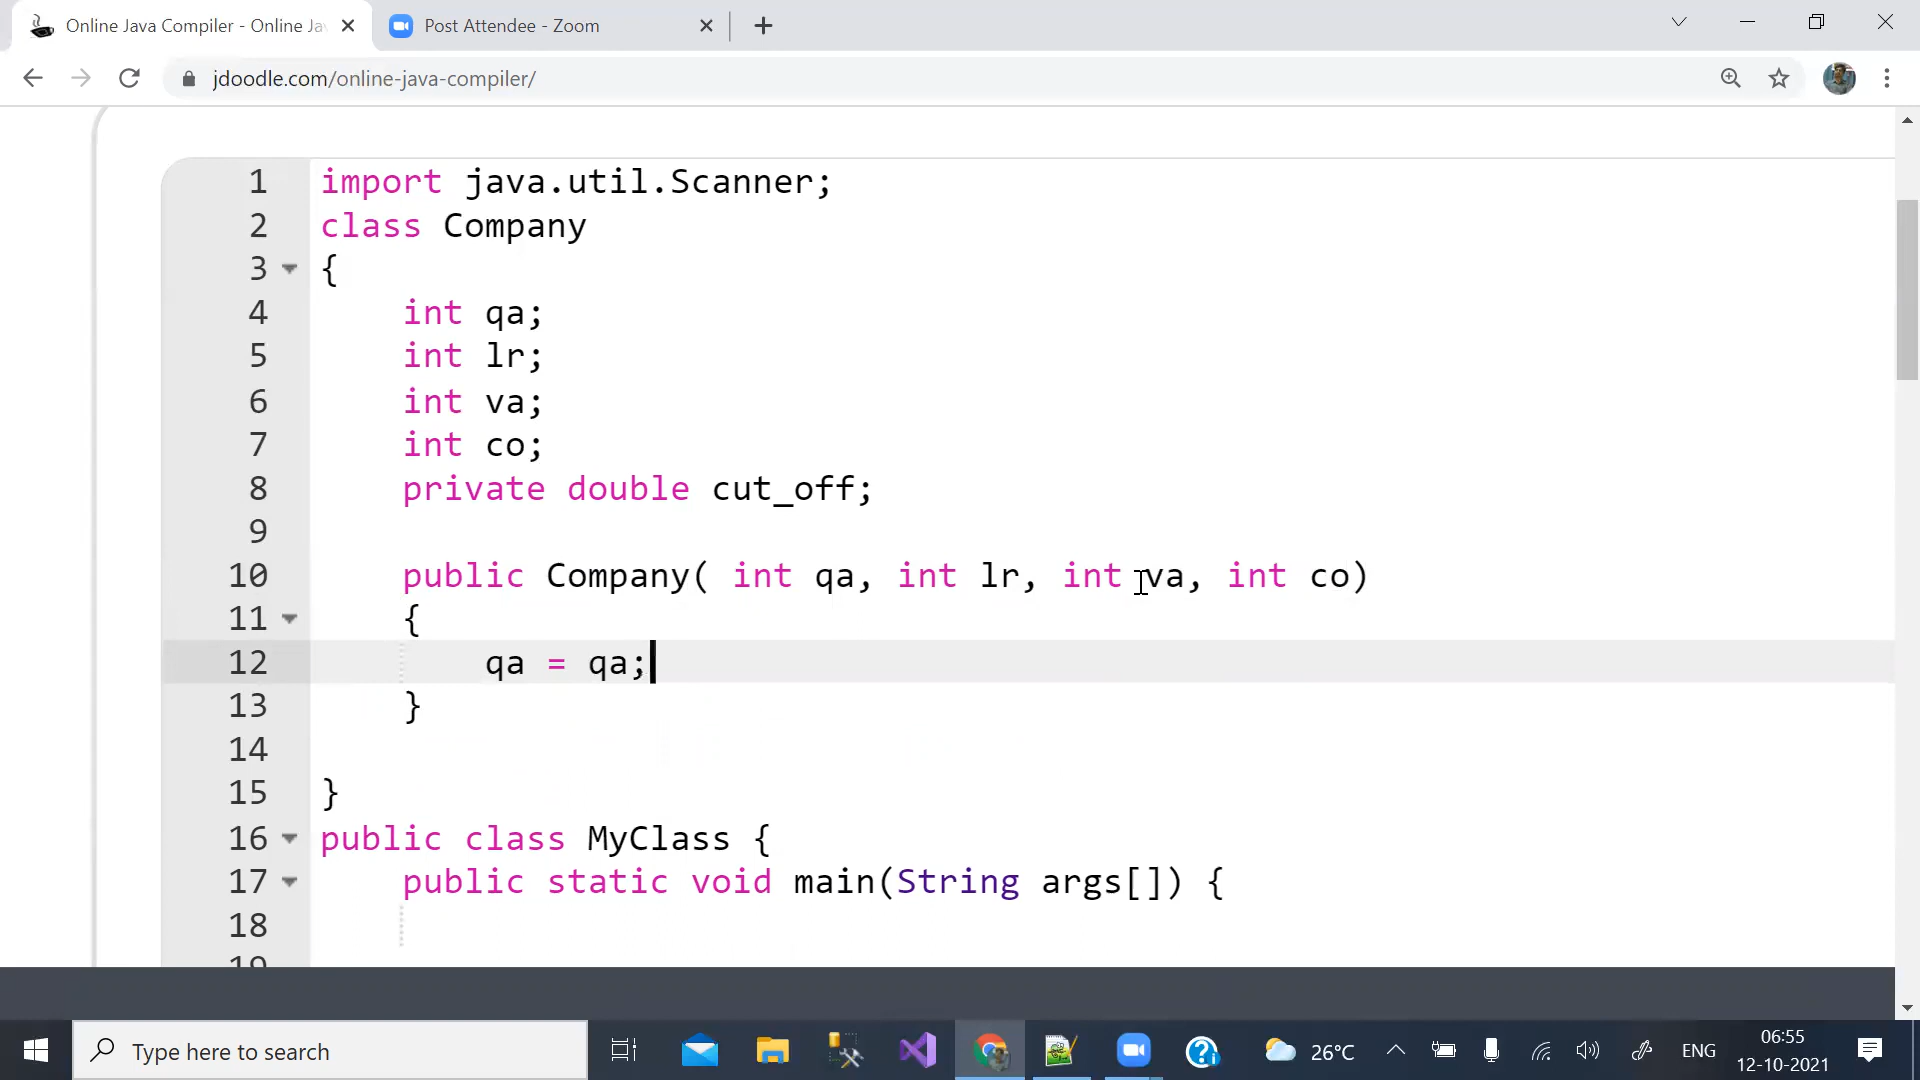 Online Java Compiler - Online Ja
Post Attendee - Zoom
jdoodle.com/online-java-compiler/
1 import java.util.Scanner;
2 class Company
3 {
4 int qa;
5 int lr;
6 int va;
7 int co;
8 private double cut_off;
9
10 public Company( int qa, int lr, int va, int co)
11 {
12 qa = qa;
13 }
14
15 }
16 public class MyClass {
17 public static void main(String args[]) {
18
19
Type here to search
26°C
ENG
06:55
12-10-2021